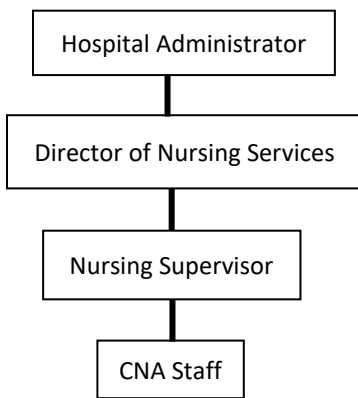 Hospital Administrator
Director of Nursing Services
Nursing Supervisor
CNA Staff